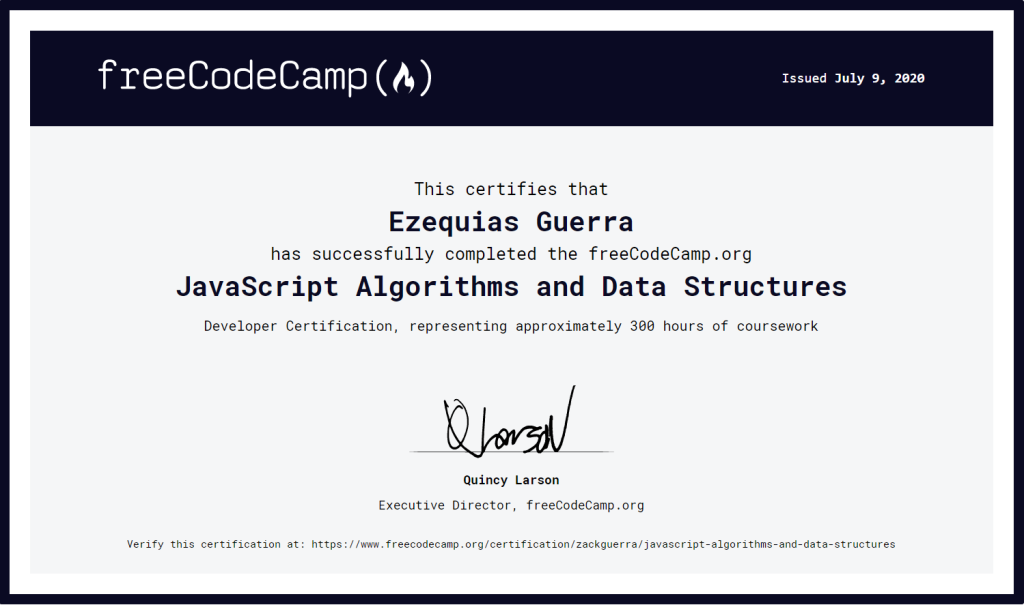 freeCodeCamp
Issued July 9, 2020
This certifies that
Ezequias Guerra
has successfully completed the freeCodeCamp.org
JavaScript Algorithms and Data Structures
Developer Certification, representing approximately 300 hours of coursework
Q Larson
Quincy Larson
Executive Director, freeCodeCamp.org
Verify this certification at: https://www.freecodecamp.org/certification/zackguerra/javascript-algorithms-and-data-structures